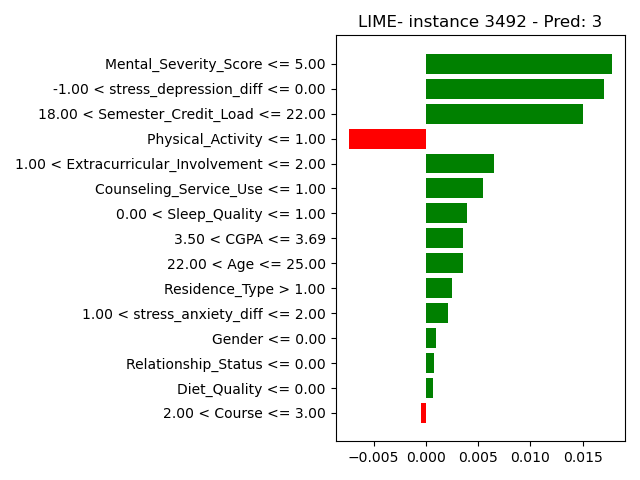 LIME- instance 3492 - Pred: 3
Mental_Severity_Score <= 5.00
-1.00 < stress_depression_diff <= 0.00
18.00 < Semester_Credit_Load <= 22.00
Physical_Activity <= 1.00
1.00 < Extracurricular_Involvement <= 2.00
Counseling_Service_Use <= 1.00
0.00 < Sleep_Quality <= 1.00
3.50 < CGPA <= 3.69
22.00 < Age <= 25.00
Residence_Type > 1.00
1.00 < stress_anxiety_diff <= 2.00
Gender <= 0.00
Relationship_Status <= 0.00
Diet_Quality <= 0.00
2.00 < Course <= 3.00
−0.005 0.000 0.005 0.010 0.015